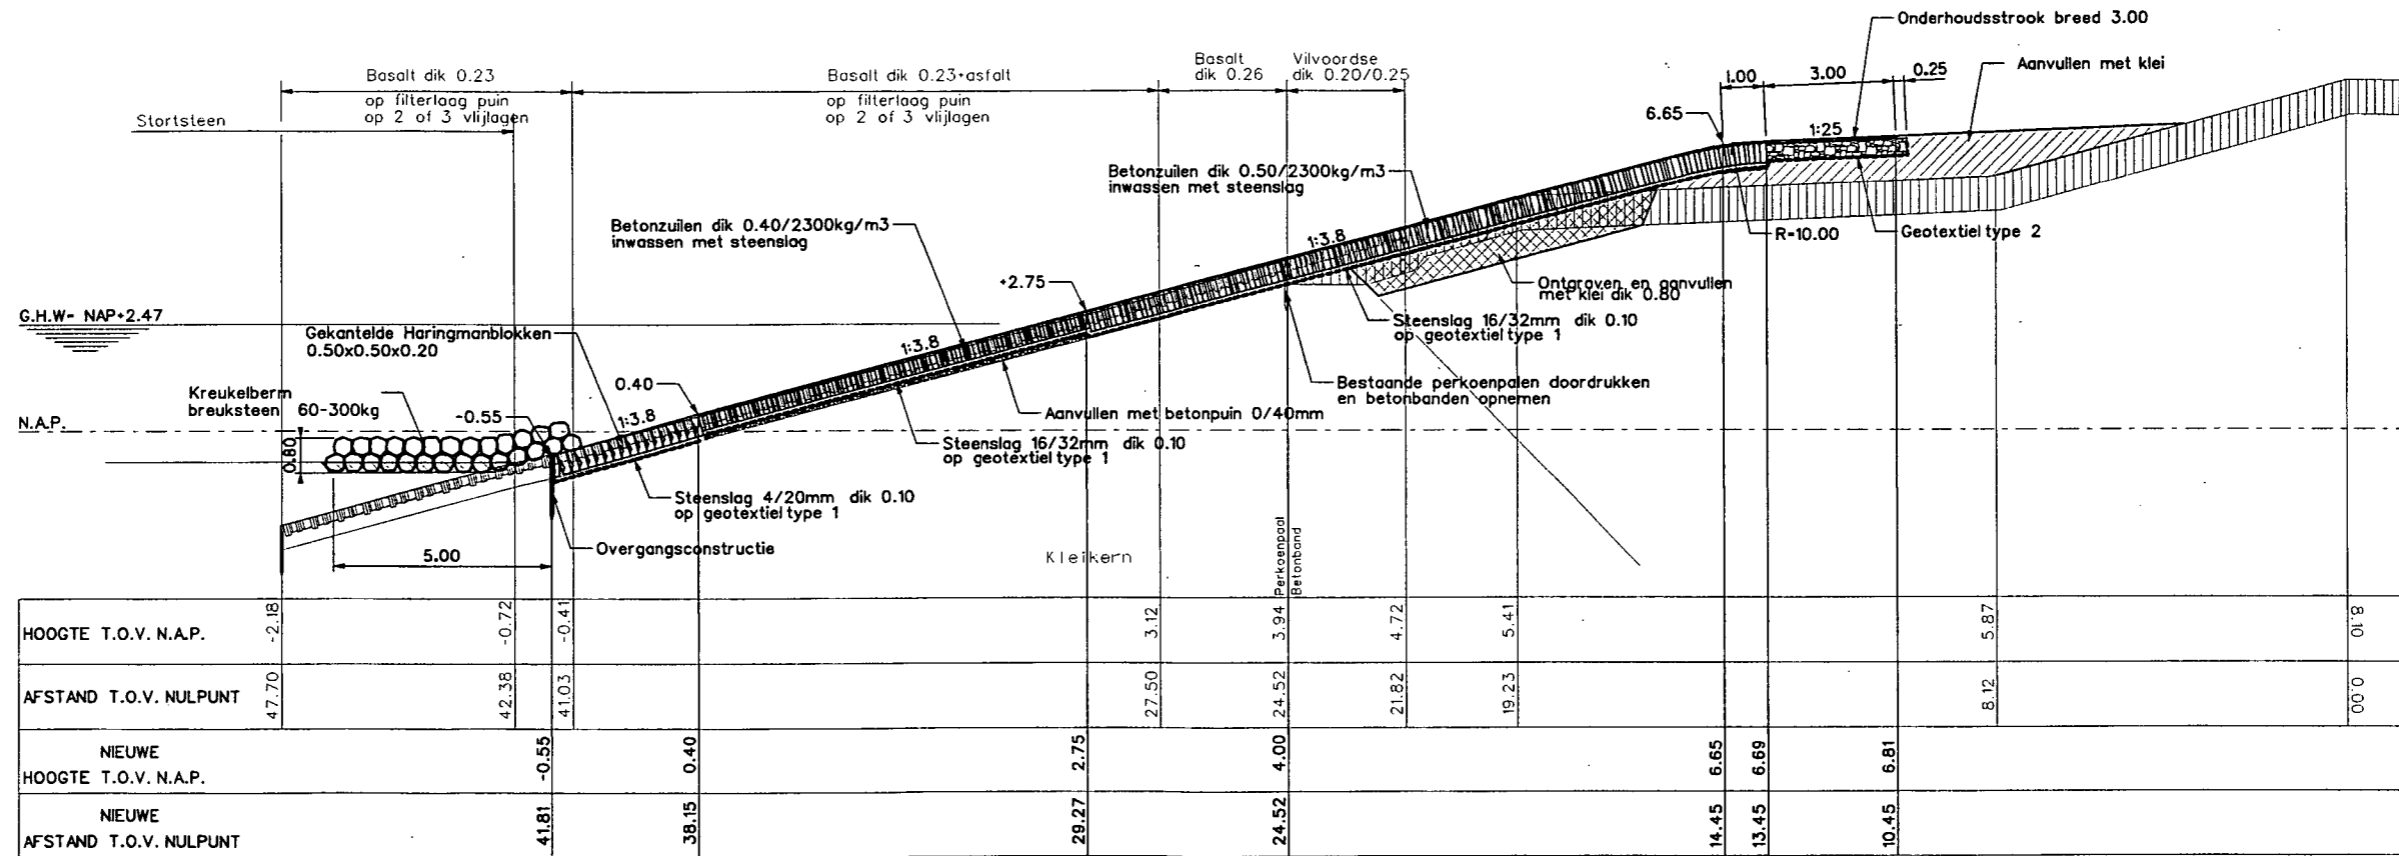 Onderhoudsstrook breed 3.00
Aanvullen met klei
1.00
3.00
0.25
Basalt dik 0.23
op filterlaag puin
op 2 of 3 vlijlagen
Basalt dik 0.23+asfalt
op filterlaag puin
op 2 of 3 vlijlagen
Basalt
dik 0.26
Vilvoordse
dik 0.20/0.25
Stortsteen
6.65
1:25
Betonzuilen dik 0.50/2300kg/m3
inwassen met steenslag
Betonzuilen dik 0.40/2300kg/m3
inwassen met steenslag
1:3.8
R=10.00
Geotextiel type 2
+2.75
Ontgraven en aanvullen
met klei dik 0.80
G.H.W= NAP+2.47
Gekantelde Haringmanblokken
0.50x0.50x0.20
1:3.8
Steenslag 16/32mm dik 0.10
op geotextiel type 1
Kreukelberm
breuksteen 60-300kg
0.40
-0.55
1:3.8
Bestaande perkoenpalen doordrukken
en betonbanden opnemen
Aanvullen met betonpuin 0/40mm
N.A.P.
0.80
Steenslag 16/32mm dik 0.10
op geotextiel type 1
Steenslag 4/20mm dik 0.10
op geotextiel type 1
Overgangsconstructie
5.00
Kleikern
Perkoenpaal
Betonband
HOOGTE T.O.V. N.A.P. -2.18 -0.72 -0.41 3.12 3.94 4.72 5.41 5.87 8.10
AFSTAND T.O.V. NULPUNT 47.70 42.38 41.03 27.50 24.52 21.82 19.23 8.12 0.00
NIEUWE
HOOGTE T.O.V. N.A.P. -0.55 0.40 2.75 4.00 6.65 6.69 6.81
NIEUWE
AFSTAND T.O.V. NULPUNT 41.81 38.15 29.27 24.52 14.45 13.45 10.45